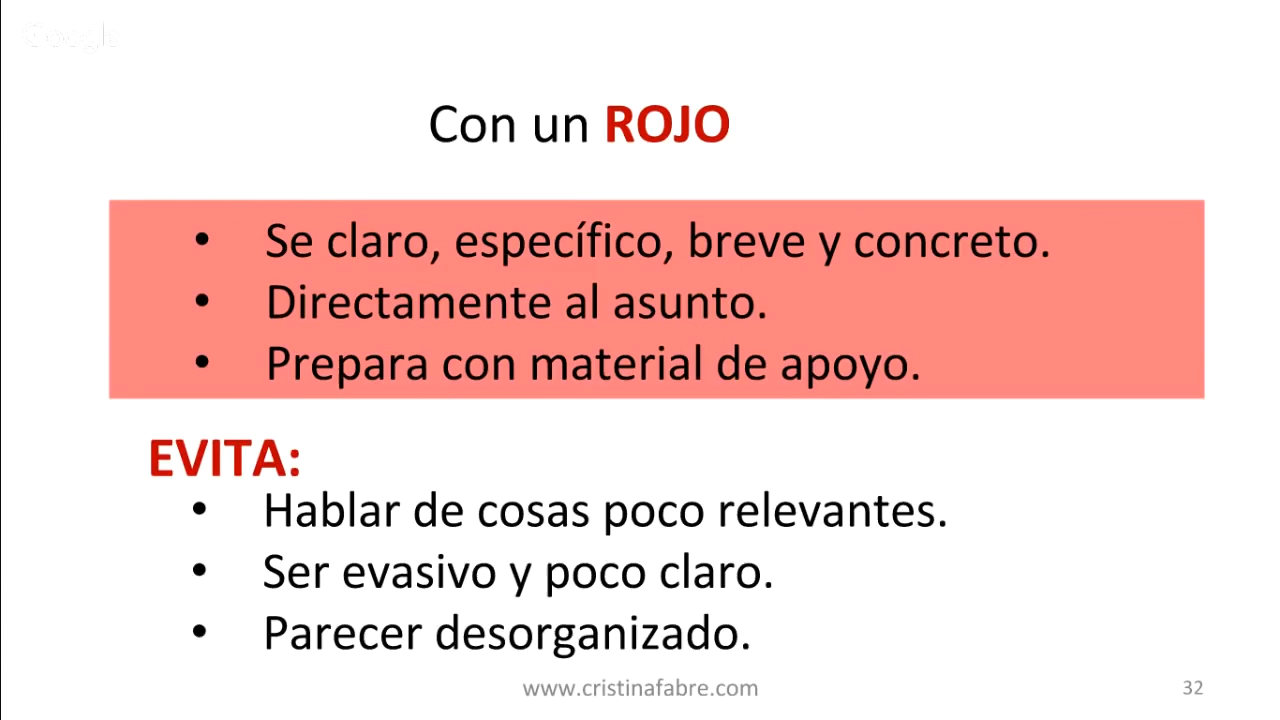 Con un ROJO
• Se claro, específico, breve y concreto.
• Directamente al asunto.
• Prepara con material de apoyo.
EVITA:
• Hablar de cosas poco relevantes.
• Ser evasivo y poco claro.
• Parecer desorganizado.
www.cristinafabre.com 32